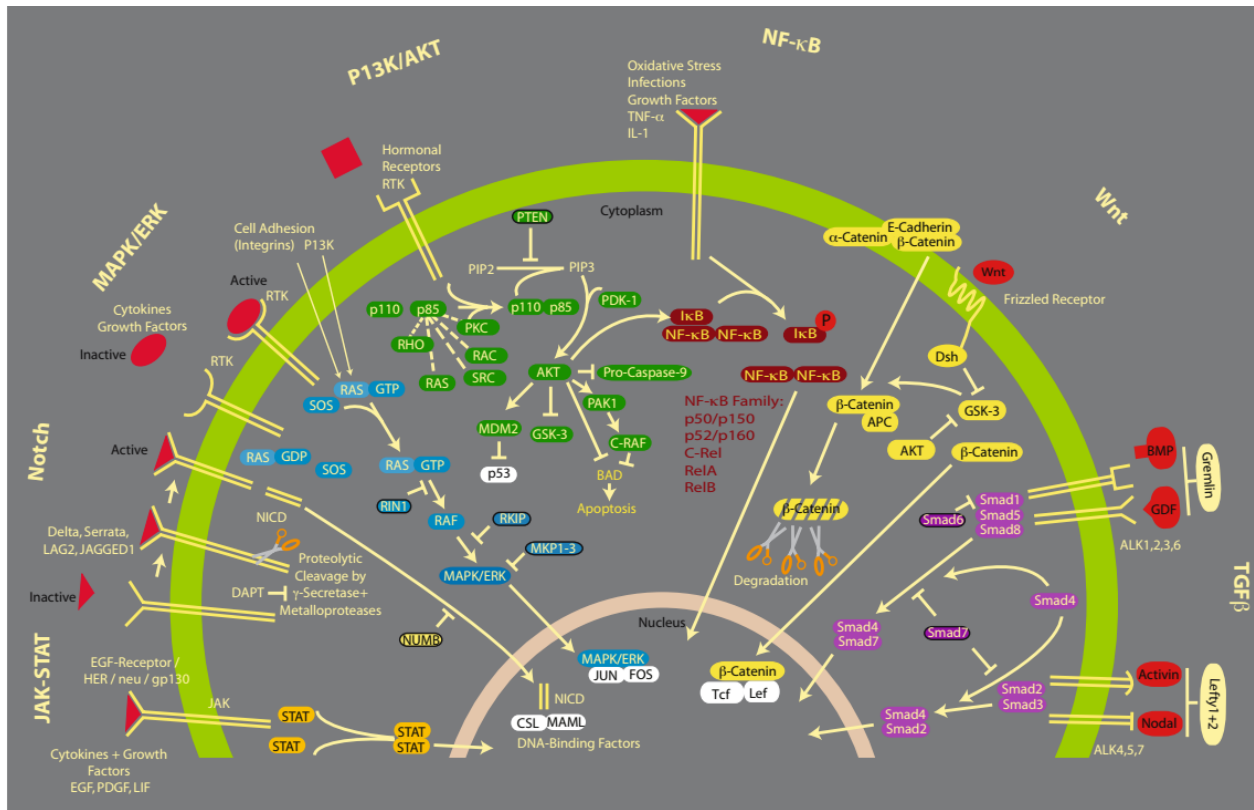 P13K/AKT
NF-κB
Wnt
MAPK/ERK
Notch
JAK-STAT
TGFβ
Oxidative Stress
Infections
Growth Factors
TNF-α
IL-1
Hormonal
Receptors
RTK
Cytoplasm
PTEN
PIP2
PIP3
PDK-1
p110
p85
p110
p85
PKC
RHO
RAC
RAS
SRC
AKT
Pro-Caspase-9
PAK1
MDM2
GSK-3
C-RAF
p53
BAD
Apoptosis
IκB
NF-κB
NF-κB
IκB
P
NF-κB
NF-κB
NF-κB Family:
p50/p150
p52/p160
C-Rel
RelA
RelB
E-Cadherin
α-Catenin
β-Catenin
Wnt
Frizzled Receptor
Dsh
β-Catenin
APC
GSK-3
AKT
β-Catenin
β-Catenin
Degradation
Cell Adhesion
(Integrins)
P13K
Active
RTK
Cytokines
Growth Factors
Inactive
RTK
RAS
GTP
SOS
RAS
GDP
SOS
RAS
GTP
RIN1
RAF
RKIP
MKP1-3
MAPK/ERK
Active
NICD
Delta, Serrata,
LAG2, JAGGED1
Proteolytic
Cleavage by
γ-Secretase+
Metalloproteases
DAPT
Inactive
NUMB
EGF-Receptor /
HER / neu / gp130
JAK
STAT
STAT
STAT
STAT
Cytokines + Growth
Factors
EGF, PDGF, LIF
Nucleus
MAPK/ERK
JUN
FOS
NICD
CSL
MAML
DNA-Binding Factors
β-Catenin
Tcf
Lef
BMP
GDF
Gremlin
ALK1,2,3,6
Smad1
Smad5
Smad8
Smad6
Smad4
Smad4
Smad7
Smad7
Smad2
Smad3
Smad4
Smad2
Activin
Nodal
Lefty1+2
ALK4,5,7